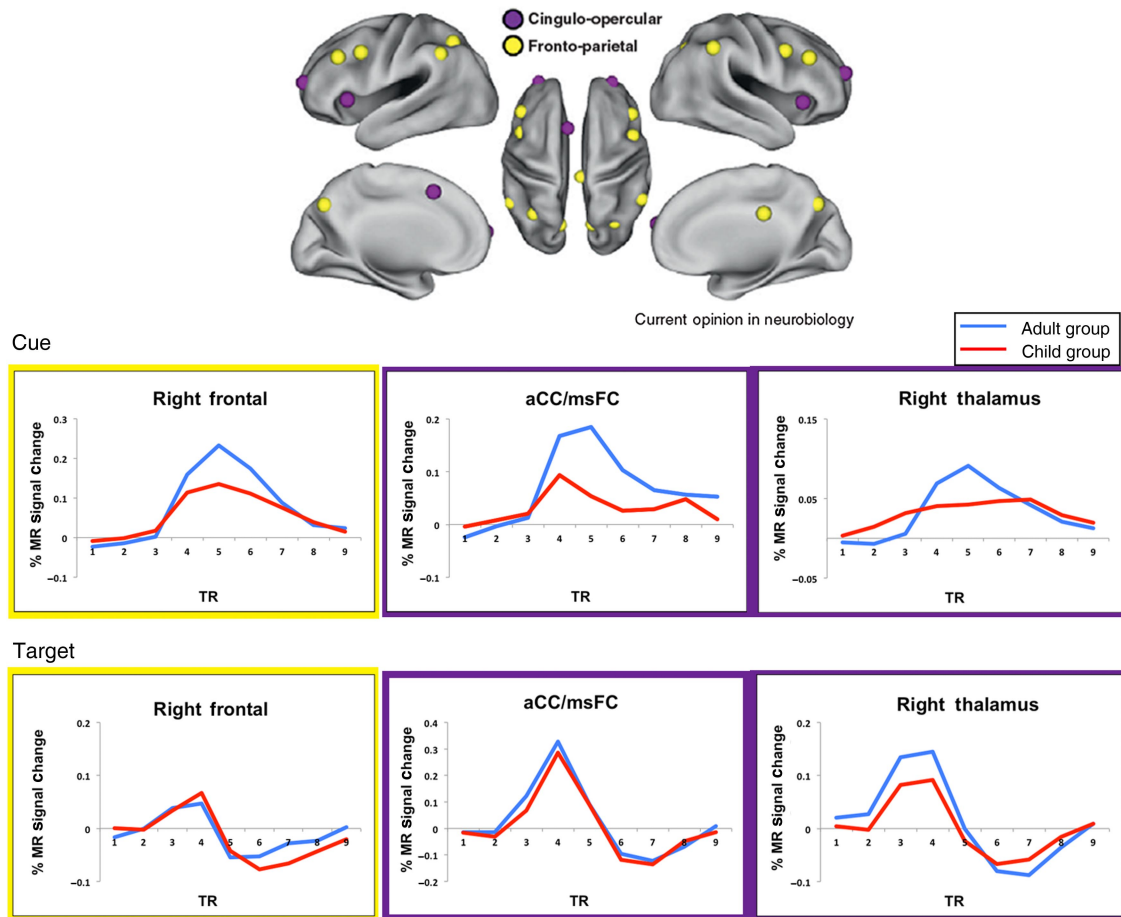 Cingulo-opercular
Fronto-parietal
Current opinion in neurobiology
Adult group
Child group
Cue
Right frontal
% MR Signal Change
0.3
0.2
0.1
0
−0.1
1 2 3 4 5 6 7 8 9
TR
aCC/msFC
% MR Signal Change
0.2
0.1
0
−0.1
1 2 3 4 5 6 7 8 9
TR
Right thalamus
% MR Signal Change
0.15
0.05
−0.05
1 2 3 4 5 6 7 8 9
TR
Target
Right frontal
% MR Signal Change
0.2
0.1
0
−0.1
1 2 3 4 5 6 7 8 9
TR
aCC/msFC
% MR Signal Change
0.4
0.3
0.2
0.1
0
−0.1
−0.2
1 2 3 4 5 6 7 8 9
TR
Right thalamus
% MR Signal Change
0.2
0.1
0
−0.1
1 2 3 4 5 6 7 8 9
TR